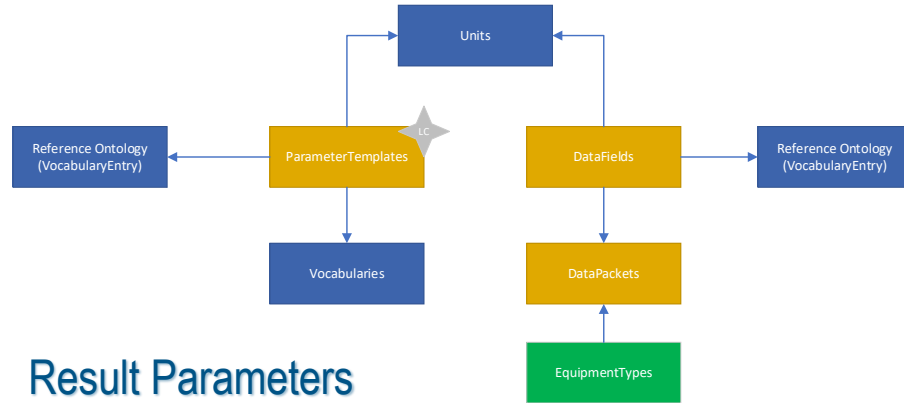 Units
LC
Reference Ontology
(VocabularyEntry)
ParameterTemplates
DataFields
Reference Ontology
(VocabularyEntry)
Vocabularies
DataPackets
EquipmentTypes
Result Parameters